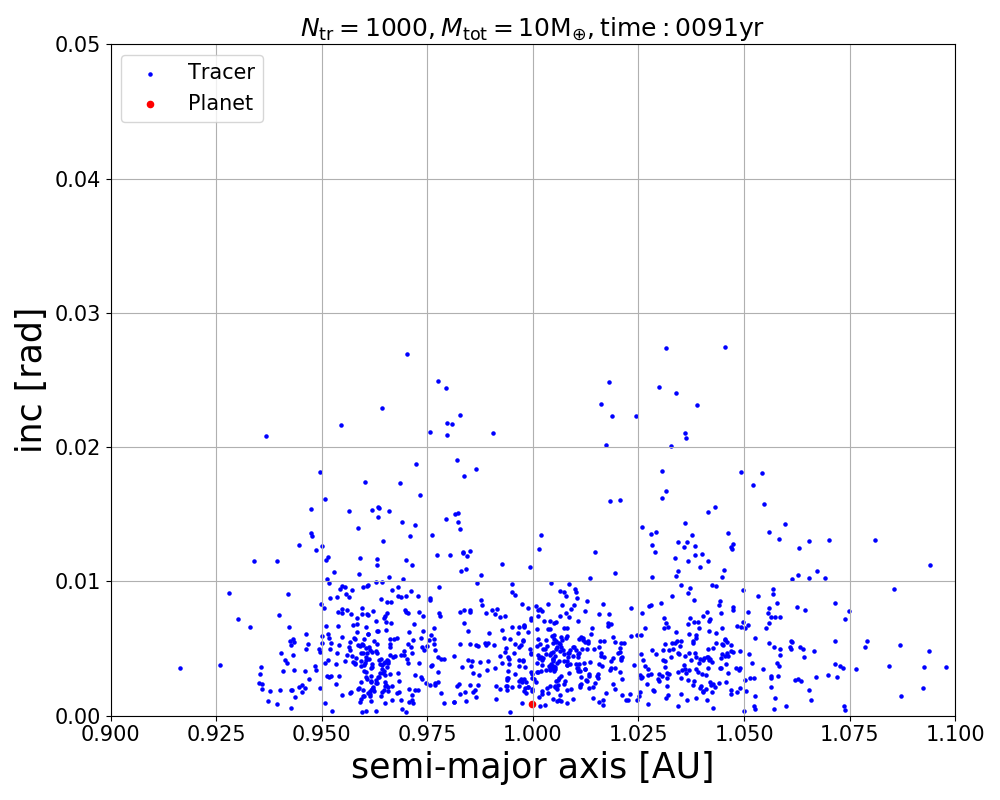 N_tr = 1000, M_tot = 10M_⊕, time : 0091yr
0.05
Tracer
Planet
0.04
0.03
inc [rad]
0.02
0.01
0.00
0.900 0.925 0.950 0.975 1.000 1.025 1.050 1.075 1.100
semi-major axis [AU]